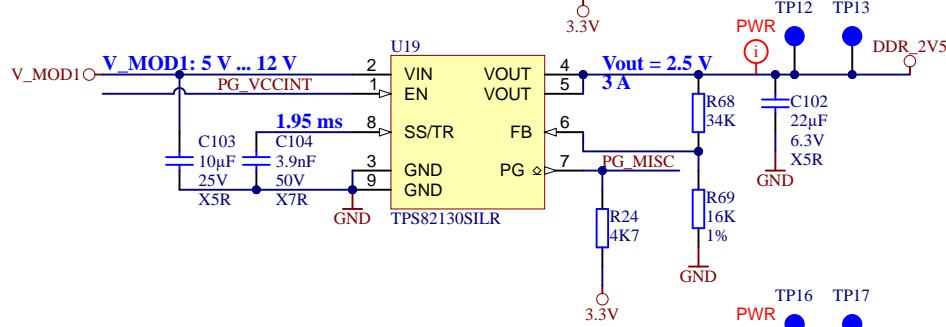 3.3V
TP12
TP13
PWR
i
U19
DDR_2V5
V_MOD1
V_MOD1: 5 V ... 12 V
2
VIN
VOUT
4
Vout = 2.5 V
PG_VCCINT
1
EN
VOUT
5
3 A
R68
34K
C102
22µF
6.3V
X5R
1.95 ms
8
SS/TR
FB
6
C103
10µF
25V
X5R
C104
3.9nF
50V
X7R
3
GND
PG
7
PG_MISC
GND
9
GND
GND
TPS82130SILR
R24
4K7
R69
16K
1%
GND
3.3V
PWR
TP16
TP17